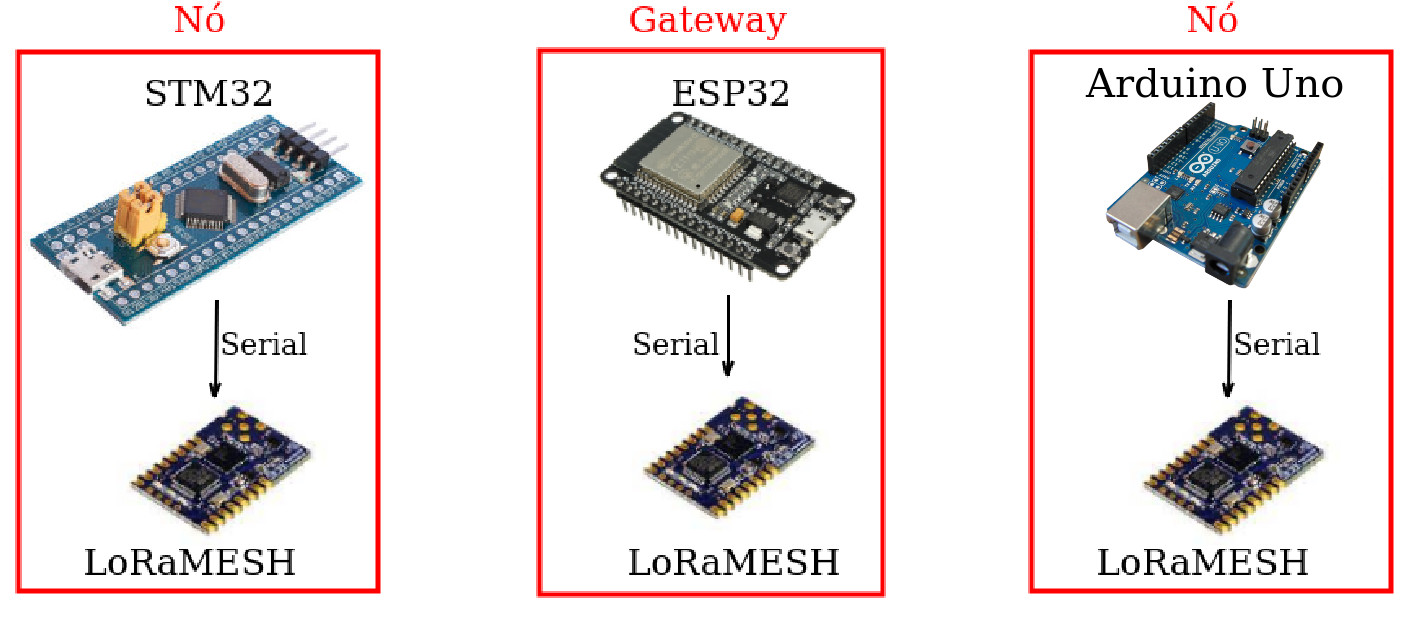 Nó
Gateway
Nó
STM32
ESP32
Arduino Uno
Serial
Serial
Serial
LoRaMESH
LoRaMESH
LoRaMESH